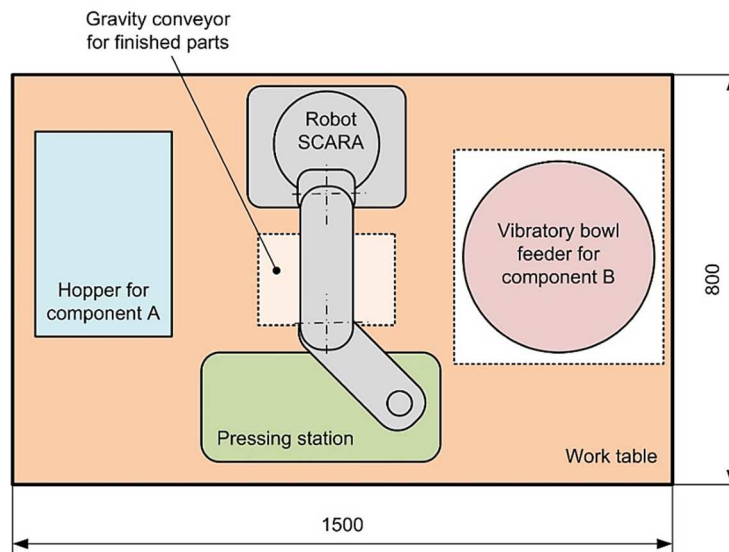 Gravity conveyor
for finished parts
Robot
SCARA
Hopper for
component A
Vibratory bowl
feeder for
component B
800
Pressing station
Work table
1500